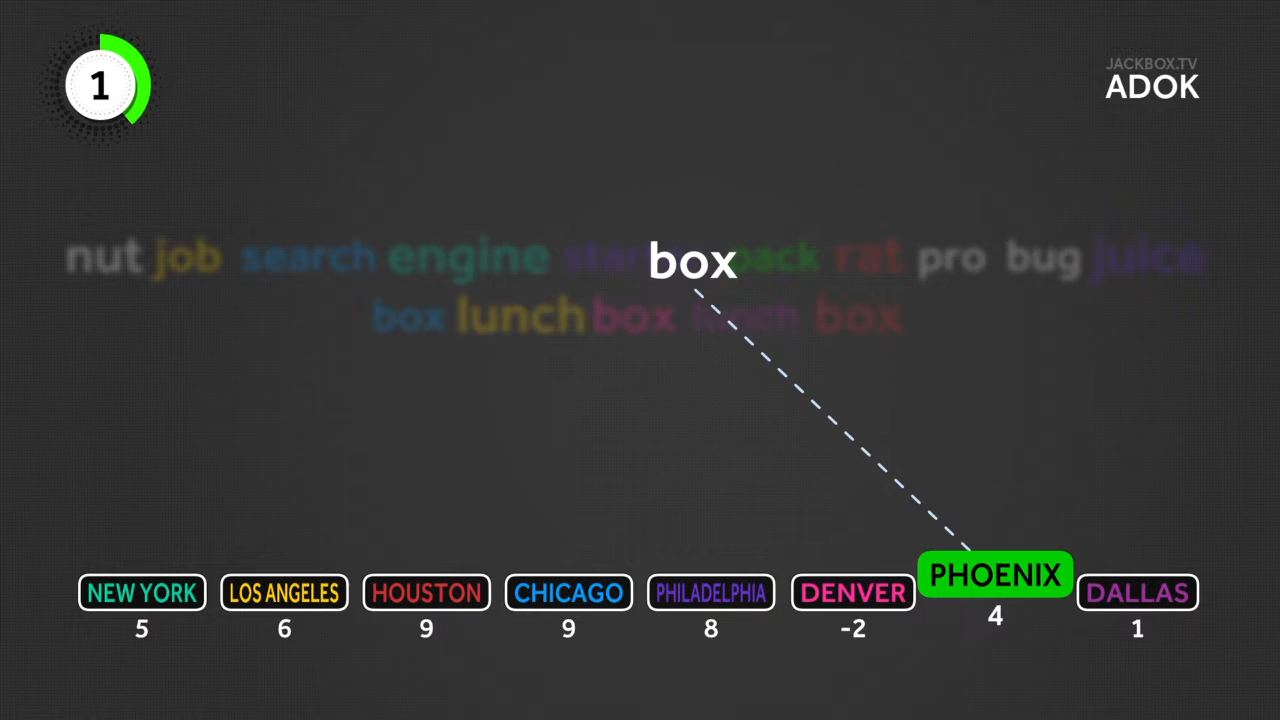 1
JACKBOX.TV
ADOK
nut job search engine box pack rat pro bug juice
box lunch box lunch box
NEW YORK LOS ANGELES HOUSTON CHICAGO PHILADELPHIA DENVER PHOENIX DALLAS
5 6 9 9 8 -2 4 1